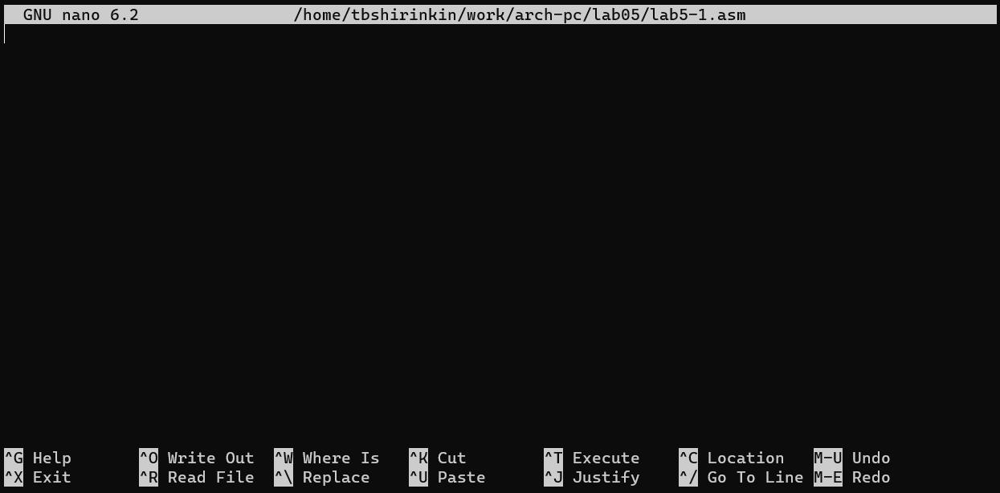 GNU nano 6.2 /home/tbshirinkin/work/arch-pc/lab05/lab5-1.asm
^G Help ^O Write Out ^W Where Is ^K Cut ^T Execute ^C Location M-U Undo
^X Exit ^R Read File ^\ Replace ^U Paste ^J Justify ^/ Go To Line M-E Redo